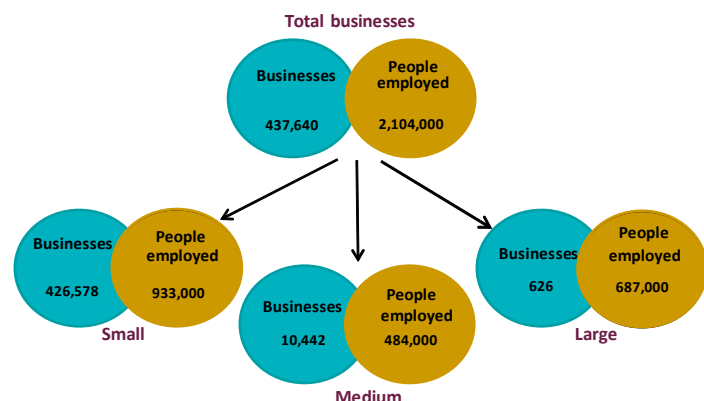 Total businesses
Businesses
People
employed
437,640
2,104,000
Businesses
People
employed
426,578
933,000
Small
Businesses
People
employed
10,442
484,000
Medium
Businesses
People
employed
626
687,000
Large